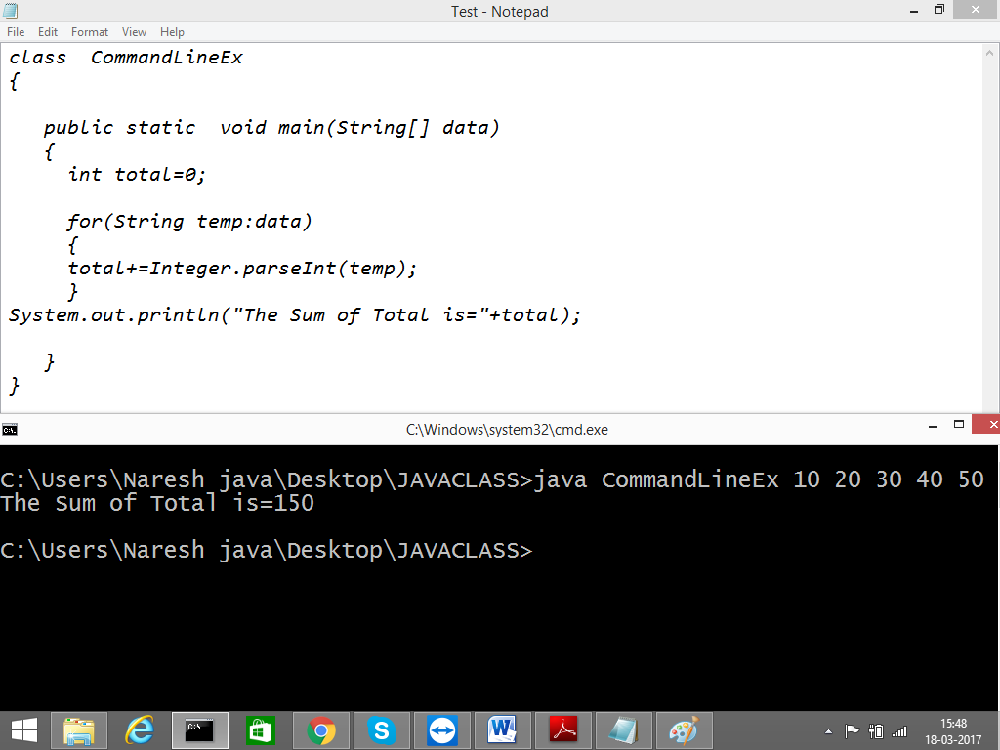 Test - Notepad
File Edit Format View Help
class  CommandLineEx
{
public static  void main(String[] data)
{
int total=0;
for(String temp:data)
{
total+=Integer.parseInt(temp);
}
System.out.println("The Sum of Total is="+total);
}
}
C:\Windows\system32\cmd.exe
C:\Users\Naresh java\Desktop\JAVACLASS>java CommandLineEx 10 20 30 40 50
The Sum of Total is=150
C:\Users\Naresh java\Desktop\JAVACLASS>
15:48
18-03-2017